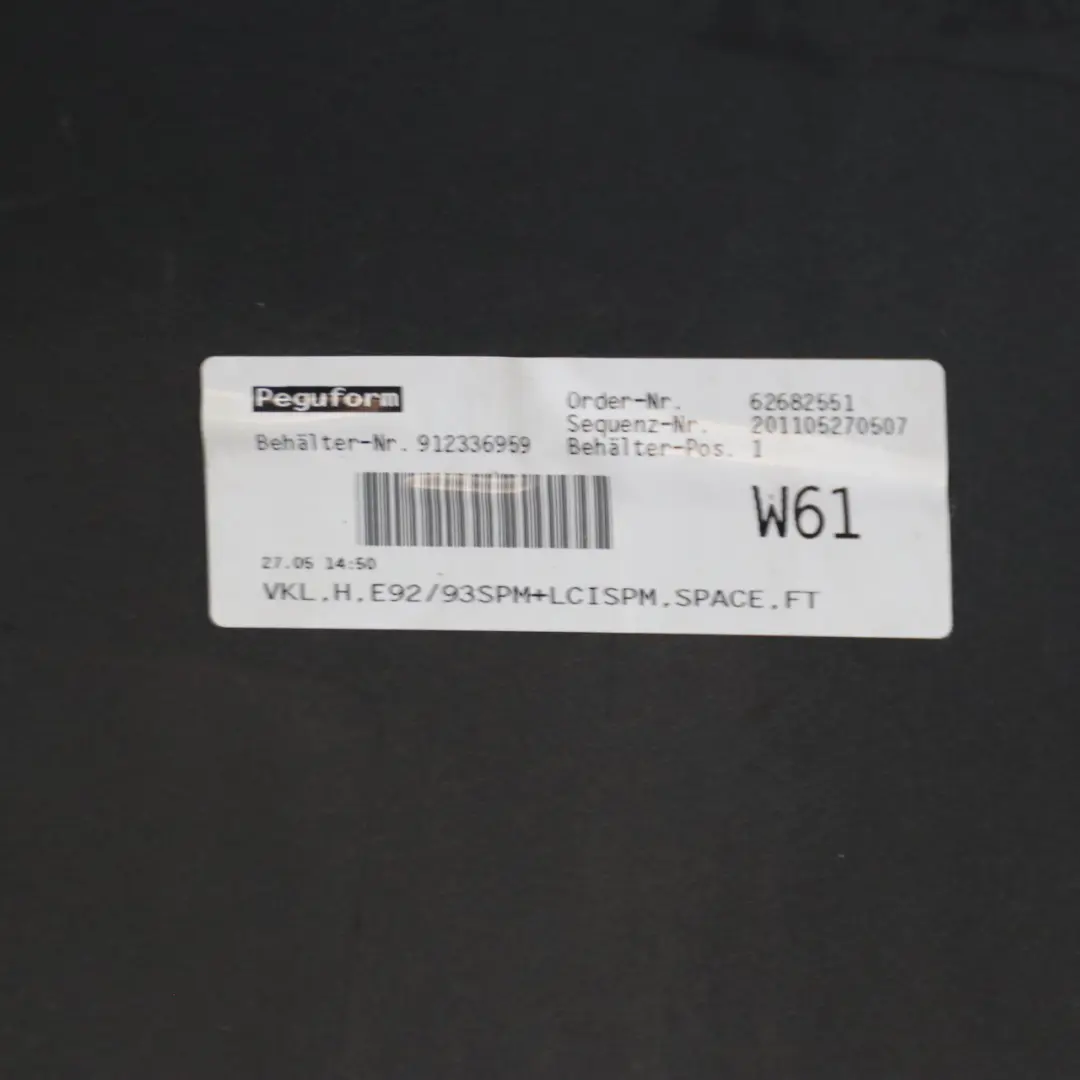 Peguform
Order-Nr. 62682551
Sequenz-Nr. 201105270507
Behälter-Nr. 912336959
Behälter-Pos. 1
W61
27.05 14:50
VKL.H.E92/93SPM+LCISPM.SPACE.FT